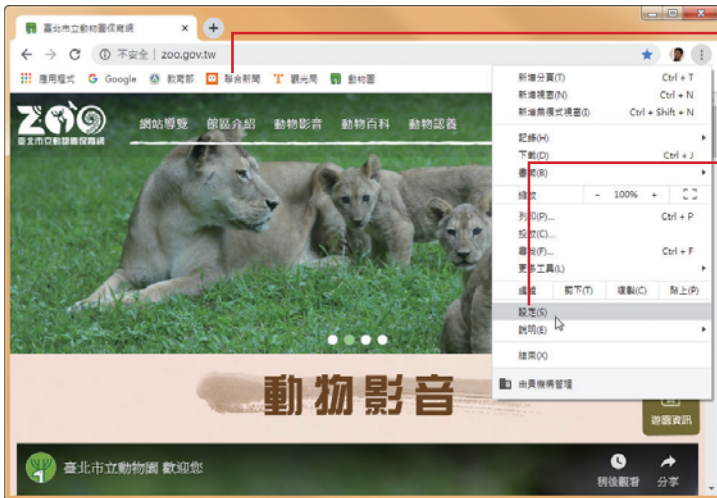 臺北市立動物園保育網
不安全 | zoo.gov.tw
應用程式 Google 教育部 聯合新聞 觀光局 動物園
ZOO
臺北市立動物園保育網
網站導覽 館區介紹 動物影音 動物百科 動物認養
新增分頁(T) Ctrl + T
新增視窗(N) Ctrl + N
新增無痕式視窗(I) Ctrl + Shift + N
記錄(H)
下載(D) Ctrl + J
書籤(B)
縮放 - 100% +
列印(P)... Ctrl + P
投放(C)...
尋找(F)... Ctrl + F
更多工具(L)
編輯 剪下(T) 複製(C) 貼上(P)
設定(S)
說明(E)
結束(X)
由貴機構管理
動物影音
遊園資訊
臺北市立動物園 歡迎您
稍後觀看 分享